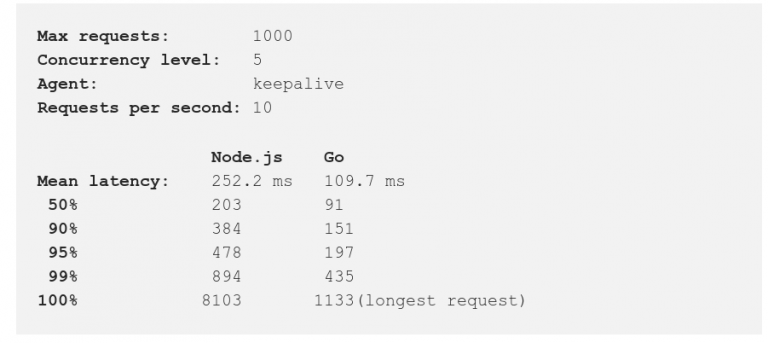 Max requests: 1000
Concurrency level: 5
Agent: keepalive
Requests per second: 10
Node.js Go
Mean latency: 252.2 ms 109.7 ms
50% 203 91
90% 384 151
95% 478 197
99% 894 435
100% 8103 1133(longest request)